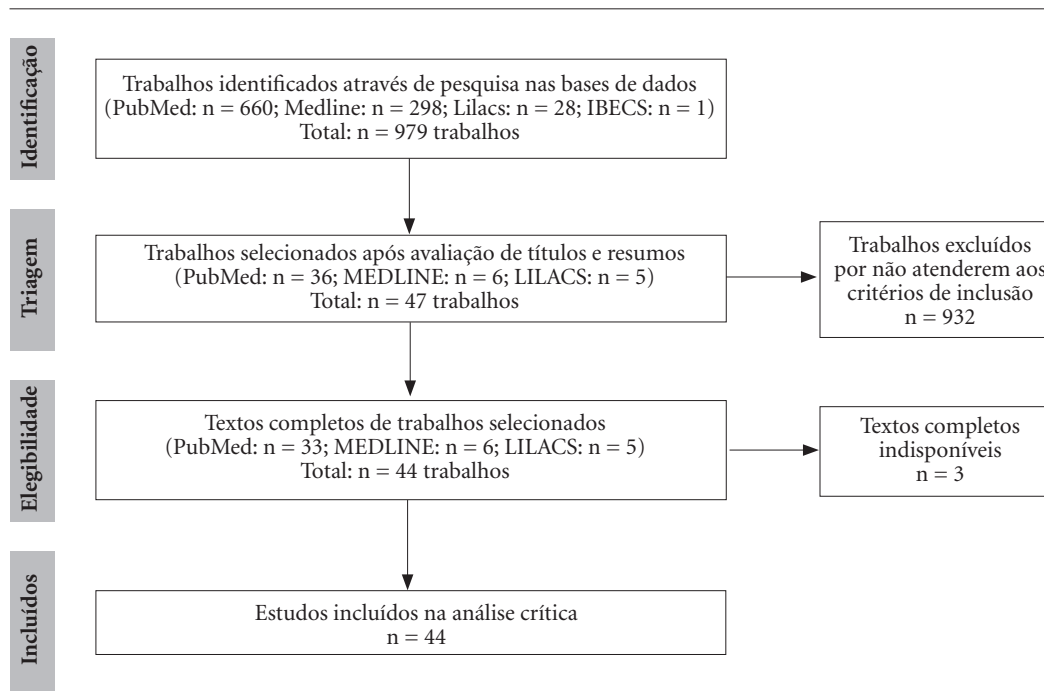 Identificação
Trabalhos identificados através de pesquisa nas bases de dados
(PubMed: n = 660; Medline: n = 298; Lilacs: n = 28; IBECS: n = 1)
Total: n = 979 trabalhos
Triagem
Trabalhos selecionados após avaliação de títulos e resumos
(PubMed: n = 36; MEDLINE: n = 6; LILACS: n = 5)
Total: n = 47 trabalhos
Trabalhos excluídos
por não atenderem aos
critérios de inclusão
n = 932
Elegibilidade
Textos completos de trabalhos selecionados
(PubMed: n = 33; MEDLINE: n = 6; LILACS: n = 5)
Total: n = 44 trabalhos
Textos completos
indisponíveis
n = 3
Incluídos
Estudos incluídos na análise crítica
n = 44